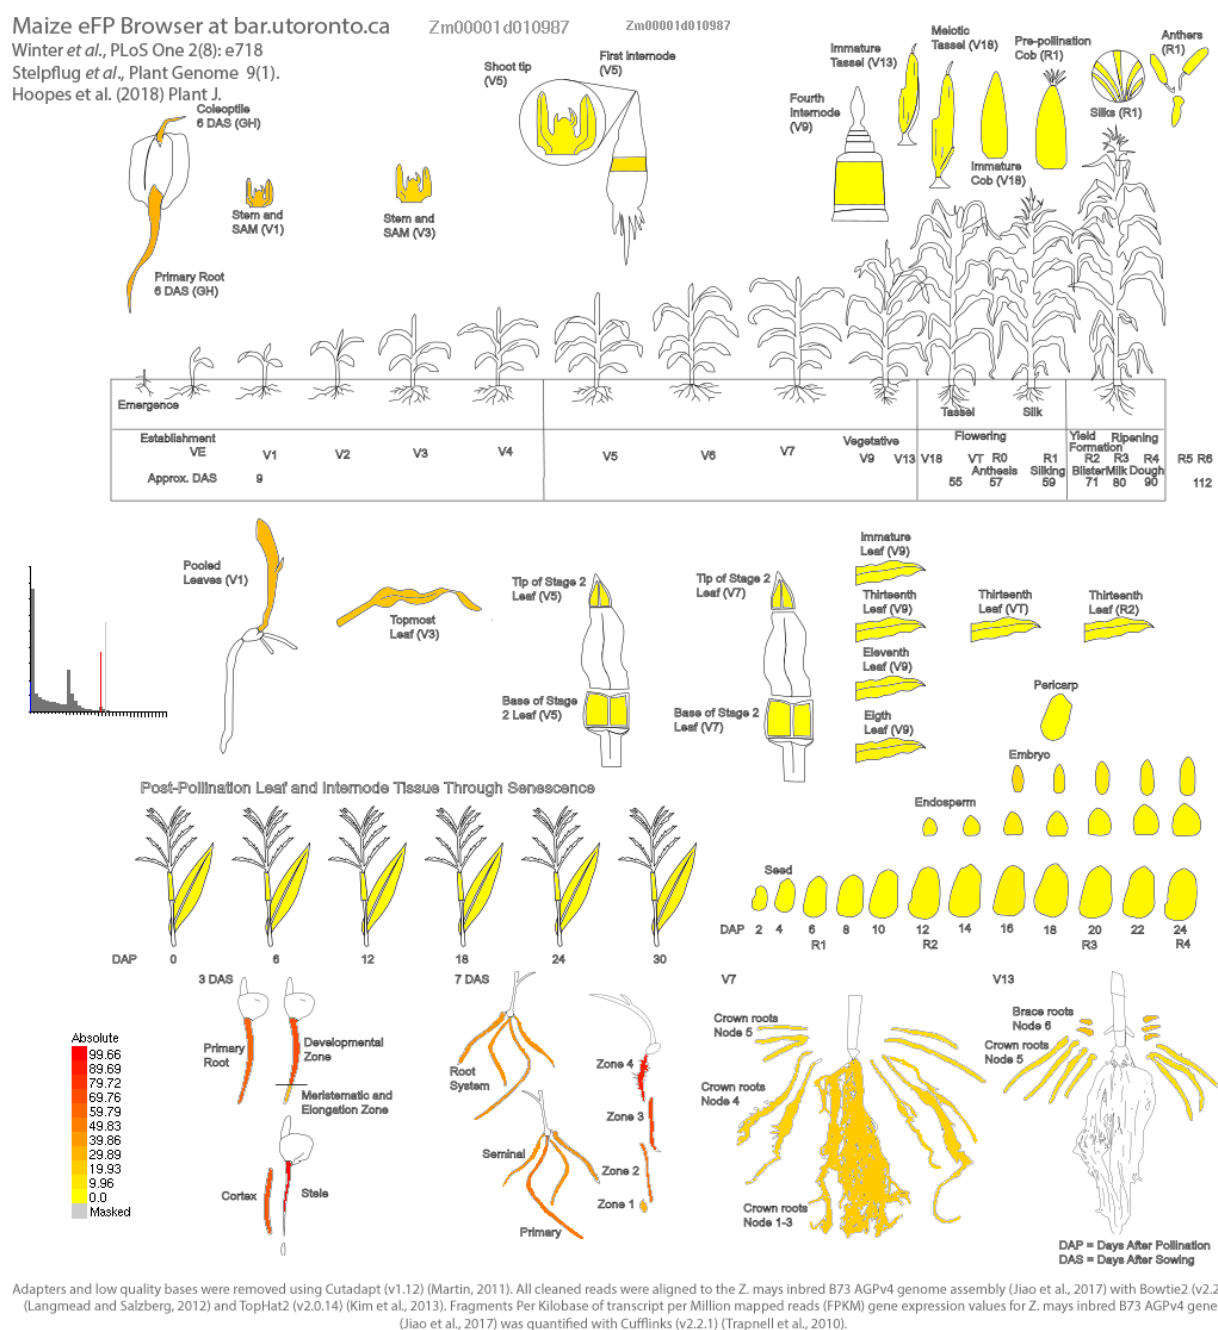 Maize eFP Browser at bar.utoronto.ca
Zm00001d010987
Zm00001d010987
Winter et al., PLoS One 2(8): e718
Stelpflug et al., Plant Genome 9(1).
Hoopes et al. (2018) Plant J.
Coleoptile
6 DAS (GH)
Primary Root
6 DAS (GH)
Stem and
SAM (V1)
Stem and
SAM (V3)
Shoot tip
(V5)
First internode
(V5)
Fourth
Internode
(V9)
Immature
Tassel (V13)
Meiotic
Tassel (V18)
Immature
Cob (V18)
Pre-pollination
Cob (R1)
Silks (R1)
Anthers
(R1)
Emergence
Tassel
Silk
Establishment
VE
V1
V2
V3
V4
V5
V6
V7
Vegetative
V9
V13
V18
Flowering
VT
R0
Anthesis
R1
Silking
Yield
Formation
Ripening
R2
Blister
R3
Milk
R4
Dough
R5
R6
Approx. DAS
9
55
57
59
71
80
90
112
Pooled
Leaves (V1)
Topmost
Leaf (V3)
Tip of Stage 2
Leaf (V5)
Base of Stage
2 Leaf (V5)
Tip of Stage 2
Leaf (V7)
Base of Stage 2
Leaf (V7)
Immature
Leaf (V9)
Thirteenth
Leaf (V9)
Thirteenth
Leaf (VT)
Thirteenth
Leaf (R2)
Eleventh
Leaf (V9)
Eigth
Leaf (V9)
Pericarp
Embryo
Endosperm
Seed
DAP 2 4 6 8 10 12 14 16 18 20 22 24
R1 R2 R3 R4
Post-Pollination Leaf and Internode Tissue Through Senescence
DAP 0 6 12 18 24 30
3 DAS
Primary
Root
Developmental
Zone
Meristematic and
Elongation Zone
Cortex
Stele
7 DAS
Root
System
Seminal
Primary
Zone 4
Zone 3
Zone 2
Zone 1
V7
Crown roots
Node 5
Crown roots
Node 4
Crown roots
Node 1-3
V13
Brace roots
Node 6
Crown roots
Node 5
Absolute
99.66
89.69
79.72
69.76
59.79
49.83
39.86
29.89
19.93
9.96
0.0
Masked
DAP = Days After Pollination
DAS = Days After Sowing
Adapters and low quality bases were removed using Cutadapt (v1.12) (Martin, 2011). All cleaned reads were aligned to the Z. mays inbred B73 AGPv4 genome assembly (Jiao et al., 2017) with Bowtie2 (v2.2
(Langmead and Salzberg, 2012) and TopHat2 (v2.0.14) (Kim et al., 2013). Fragments Per Kilobase of transcript per Million mapped reads (FPKM) gene expression values for Z. mays inbred B73 AGPv4 gene
(Jiao et al., 2017) was quantified with Cufflinks (v2.2.1) (Trapnell et al., 2010).